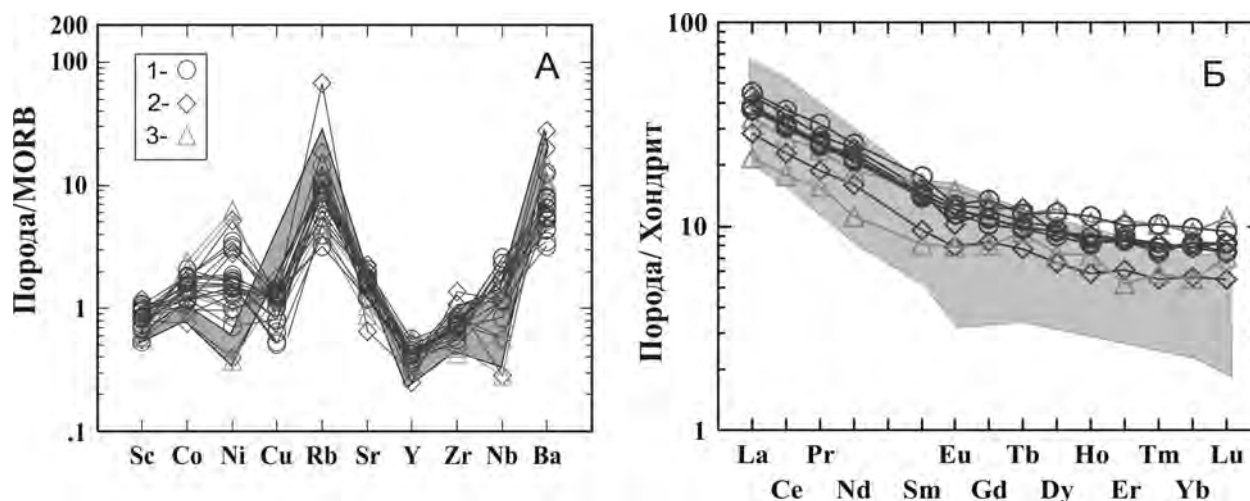 Порода/MORB
200
100
10
1
.1
1-
2-
3-
А
Sc Co Ni Cu Rb Sr Y Zr Nb Ba
Порода/ Хондрит
100
10
1
Б
La Pr Eu Tb Ho Tm Lu
Ce Nd Sm Gd Dy Er Yb